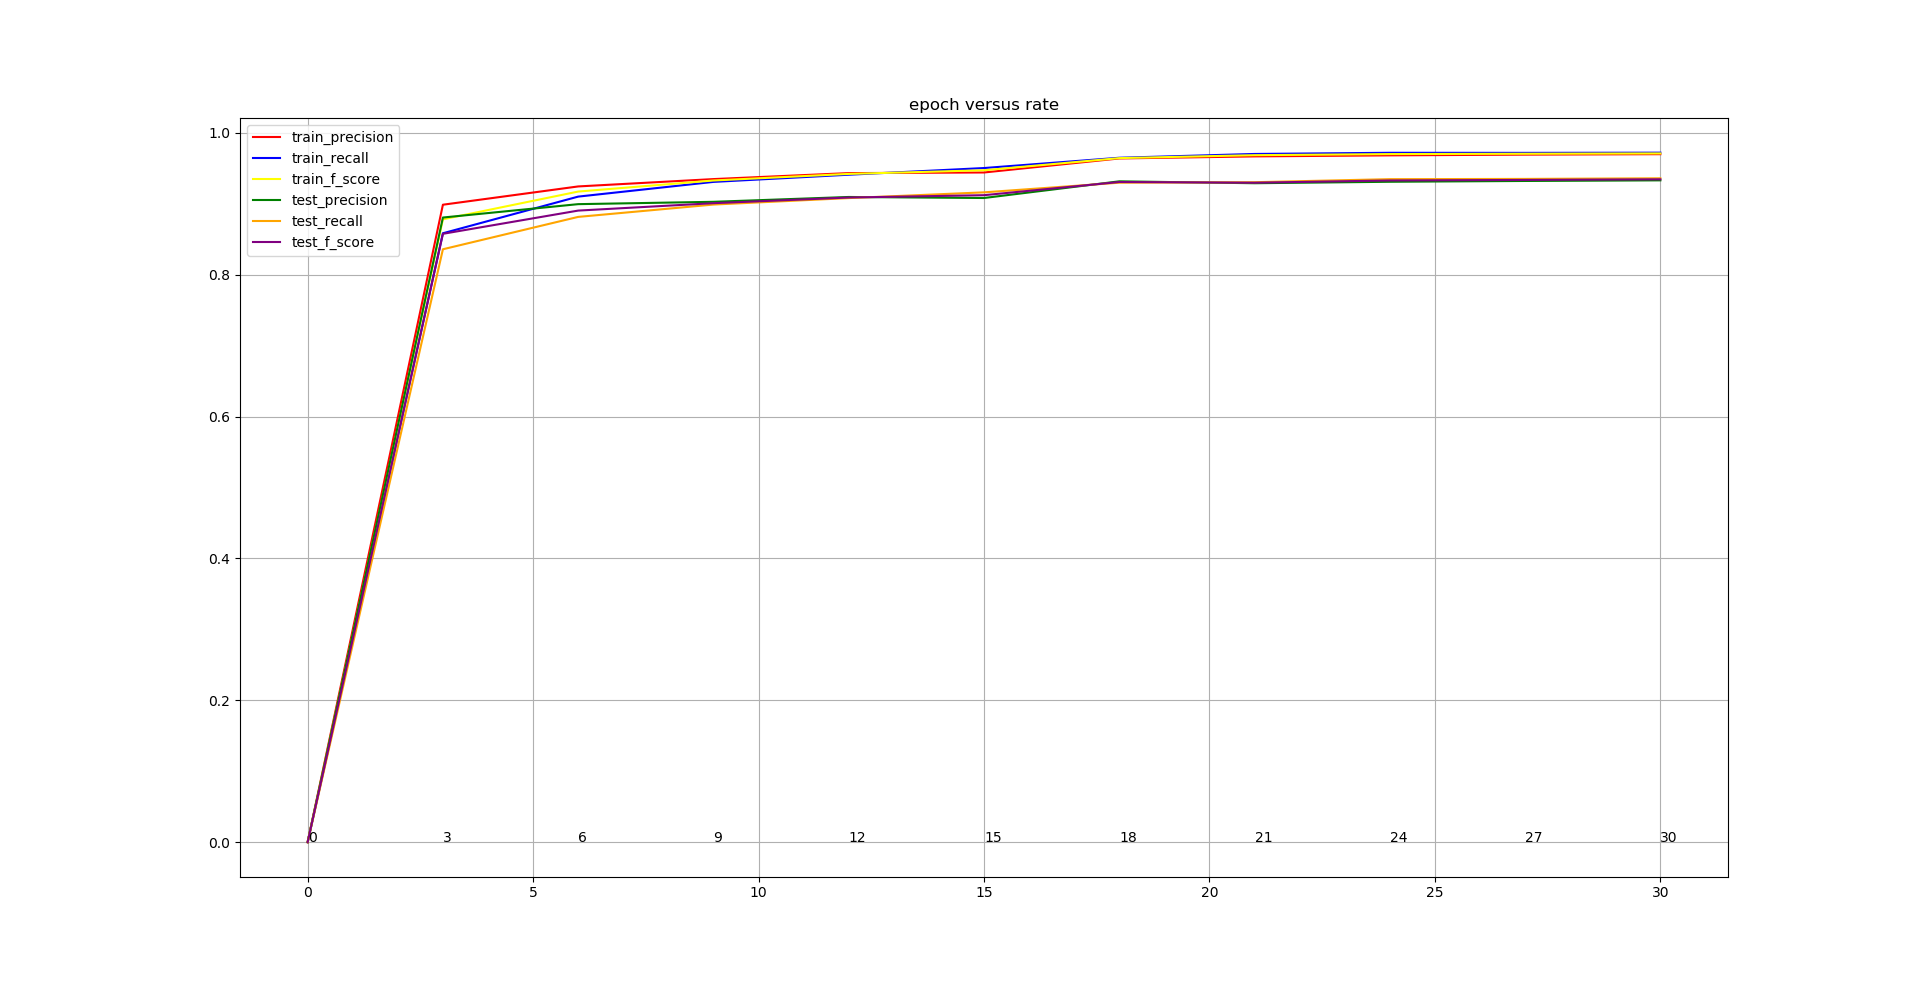 epoch versus rate
train_precision
train_recall
train_f_score
test_precision
test_recall
test_f_score
1.0
0.8
0.6
0.4
0.2
0.0
0 3 6 9 12 15 18 21 24 27 30
0 5 10 15 20 25 30